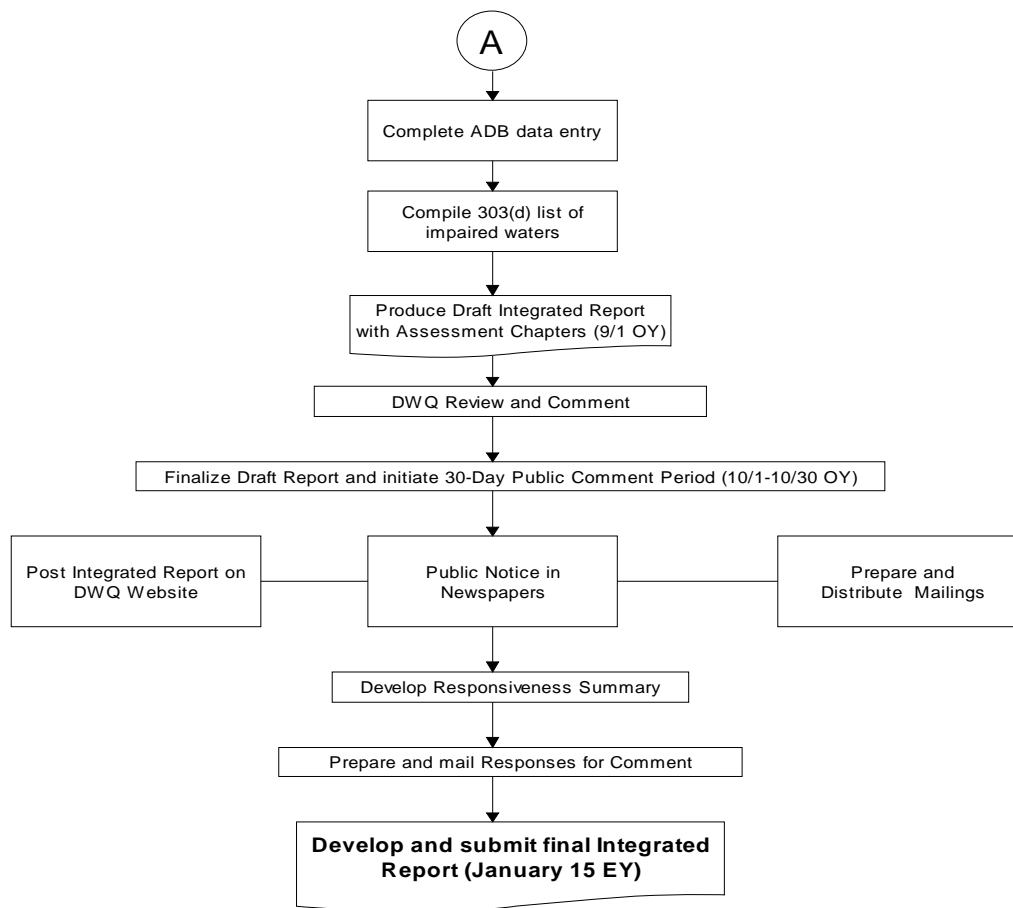 A
Complete ADB data entry
Compile 303(d) list of
impaired waters
Produce Draft Integrated Report
with Assessment Chapters (9/1 OY)
DWQ Review and Comment
Finalize Draft Report and initiate 30-Day Public Comment Period (10/1-10/30 OY)
Post Integrated Report on
DWQ Website
Public Notice in
Newspapers
Prepare and
Distribute Mailings
Develop Responsiveness Summary
Prepare and mail Responses for Comment
Develop and submit final Integrated
Report (January 15 EY)